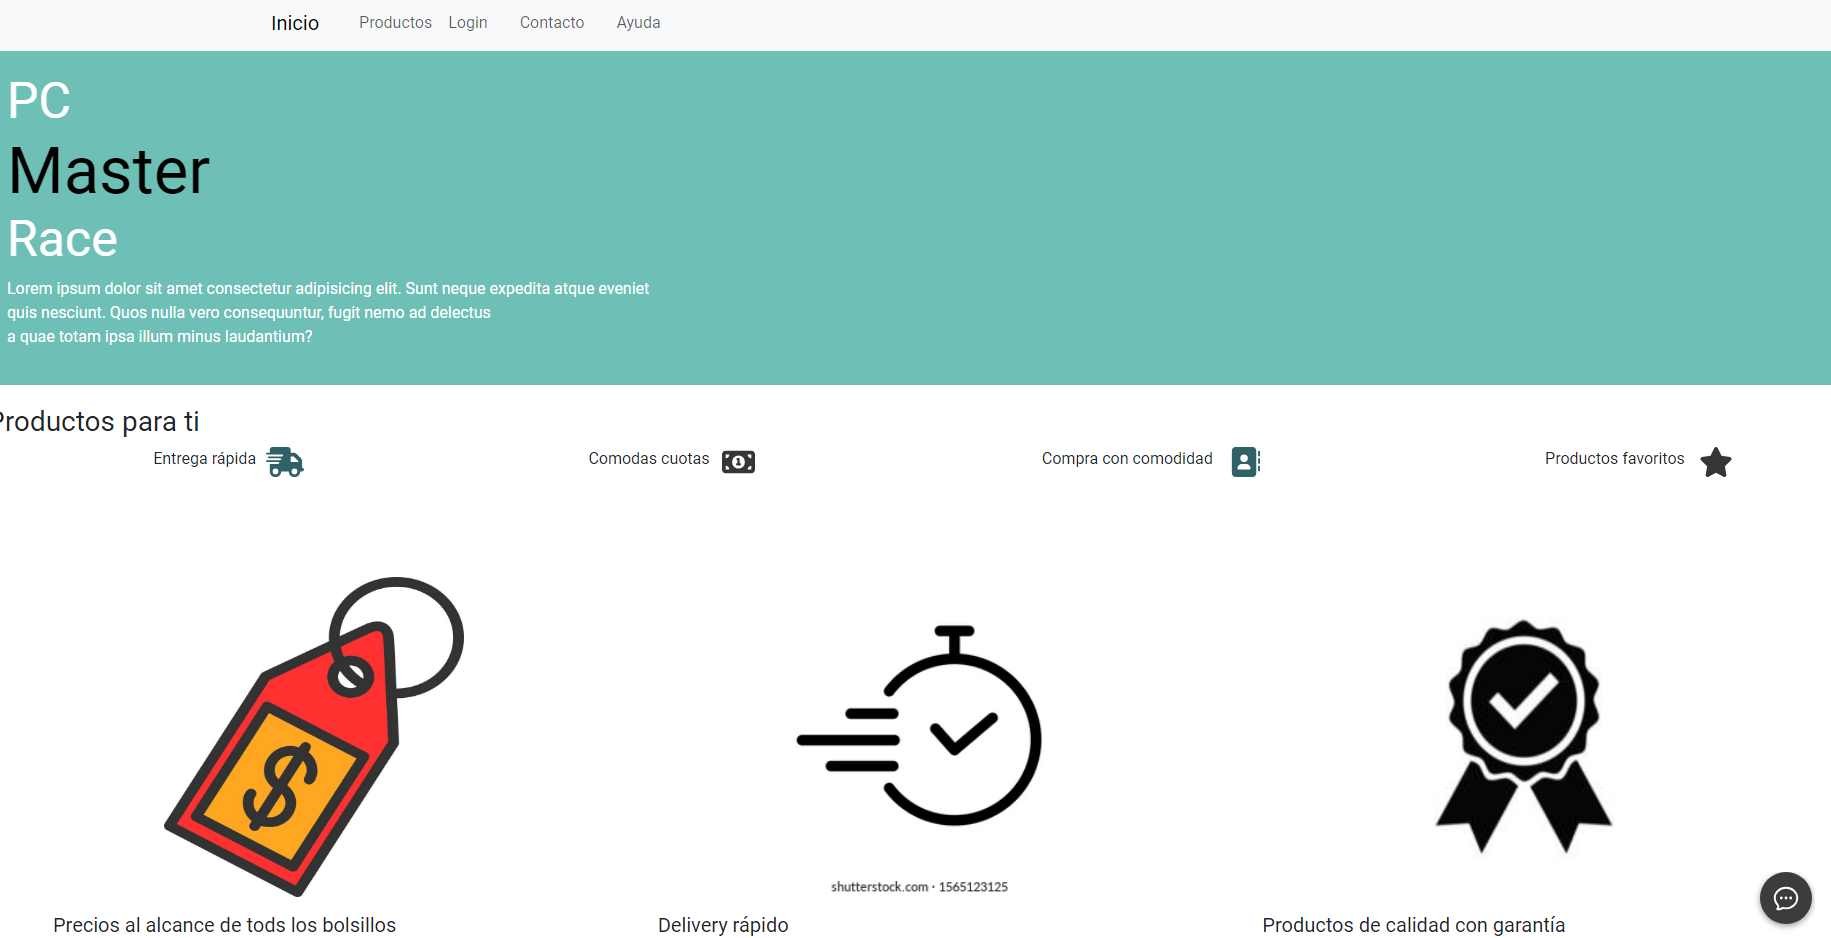 Inicio Productos Login Contacto Ayuda
PC
Master
Race
Lorem ipsum dolor sit amet consectetur adipisicing elit. Sunt neque expedita atque eveniet
quis nesciunt. Quos nulla vero consequuntur, fugit nemo ad delectus
a quae totam ipsa illum minus laudantium?
Productos para ti
Entrega rápida
Comodas cuotas
1
Compra con comodidad
Productos favoritos
$
shutterstock.com · 1565123125
Precios al alcance de tods los bolsillos
Delivery rápido
Productos de calidad con garantía